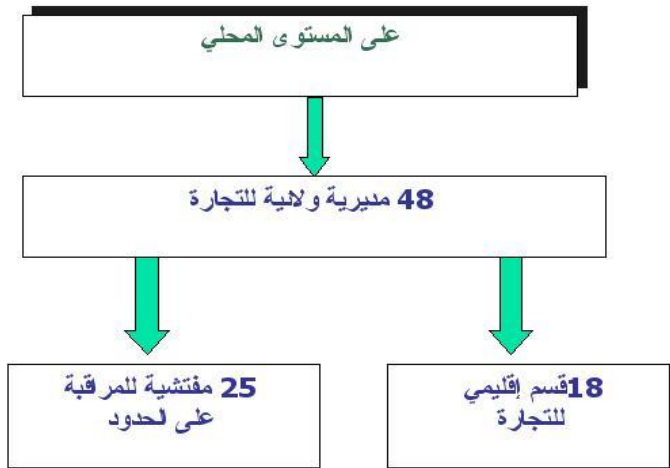 على المستوى المحلي
48 مديرية ولائية للتجارة
18قسم إقليمي
للتجارة
25 مفتشية للمراقبة
على الحدود